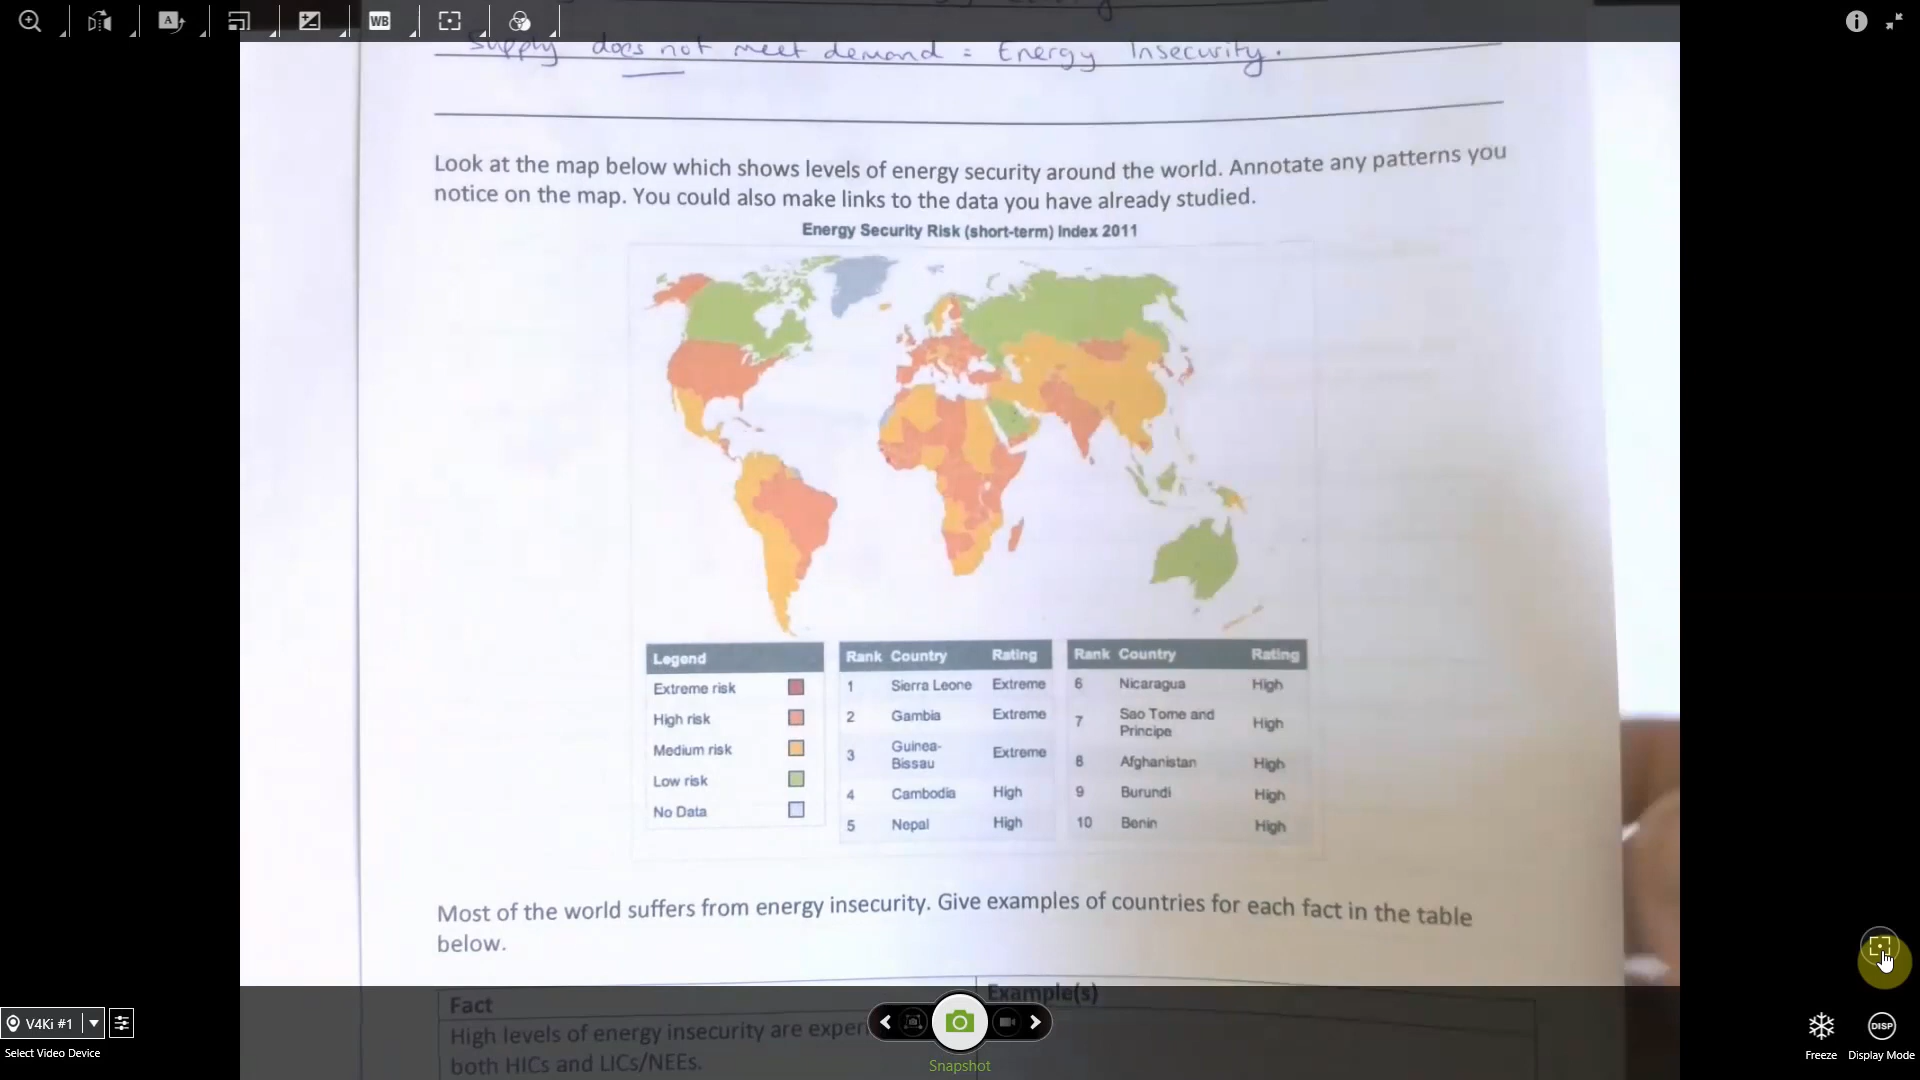 WB
Supply does not meet demand = Energy Insecurity.
Look at the map below which shows levels of energy security around the world. Annotate any patterns you
notice on the map. You could also make links to the data you have already studied.
Energy Security Risk (short-term) Index 2011
Legend
Extreme risk
High risk
Medium risk
Low risk
No Data
Rank Country Rating
1 Sierra Leone Extreme
2 Gambia Extreme
3 Guinea-
Bissau Extreme
4 Cambodia High
5 Nepal High
Rank Country Rating
6 Nicaragua High
7 Sao Tome and
Principe High
8 Afghanistan High
9 Burundi High
10 Benin High
Most of the world suffers from energy insecurity. Give examples of countries for each fact in the table
below.
Fact Example(s)
High levels of energy insecurity are
both HICs and LICs/NEEs.
V4Ki #1
Select Video Device
Snapshot
Freeze
DISP
Display Mode